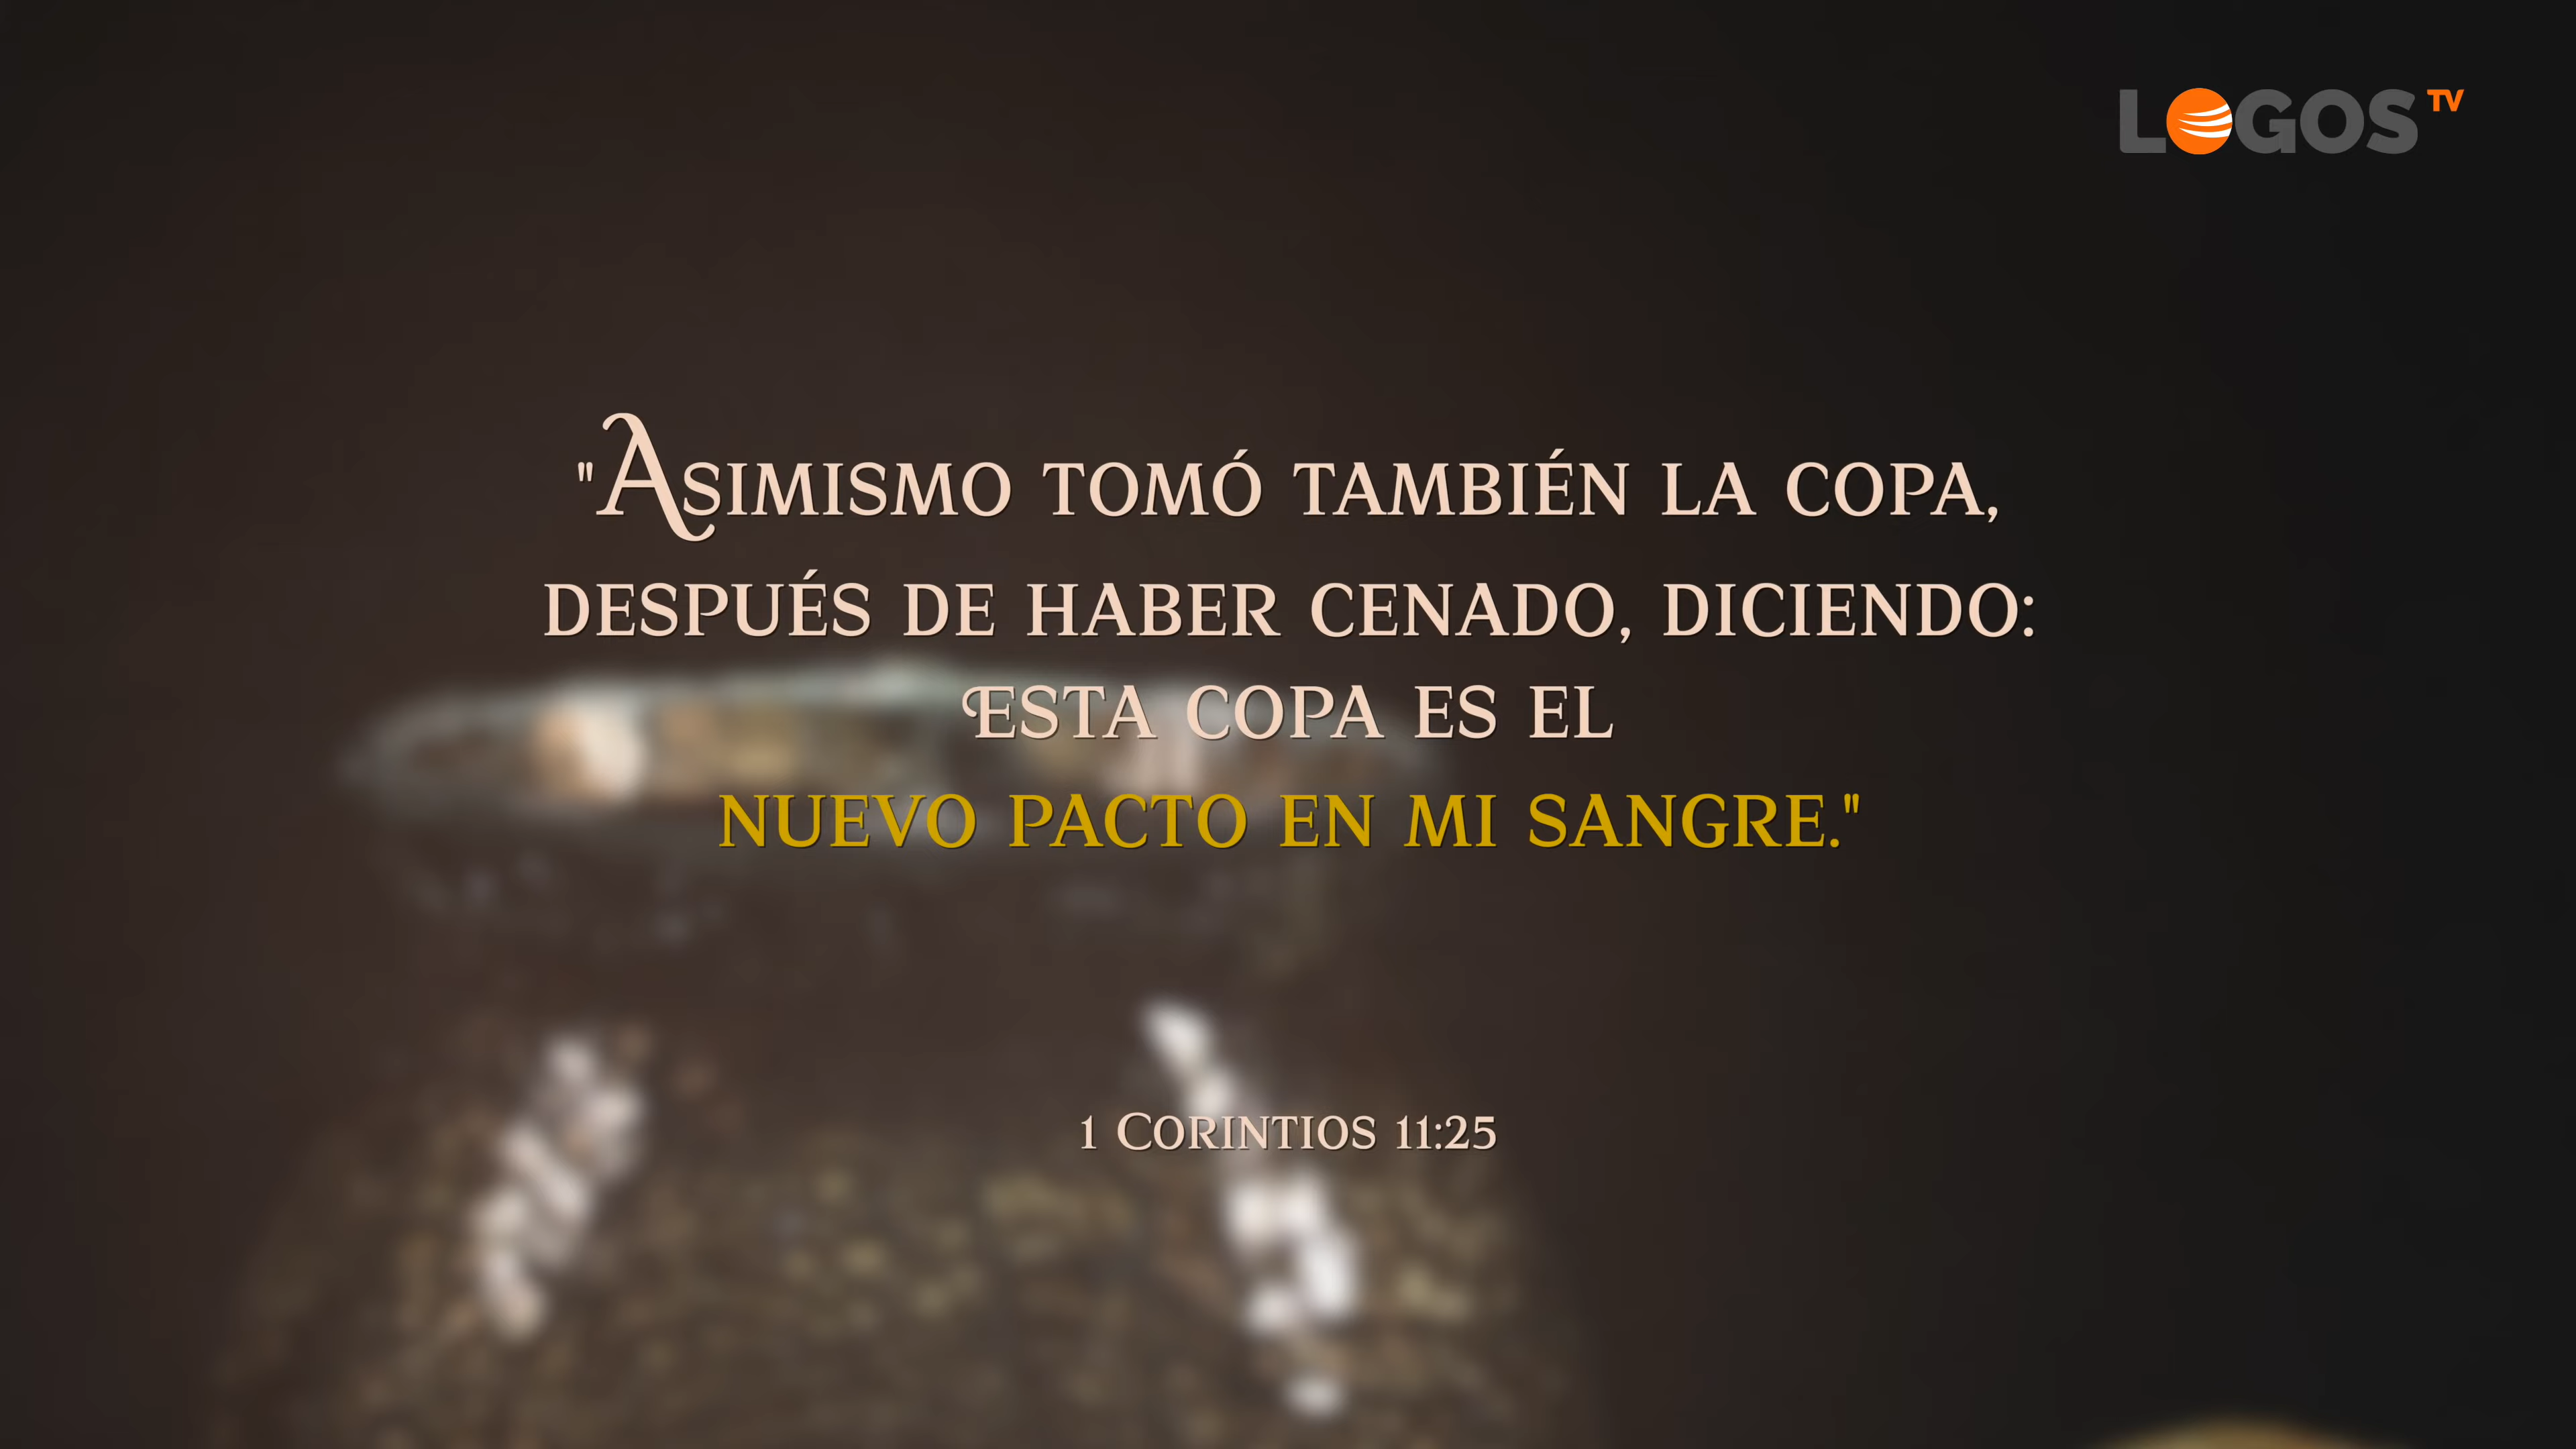 LOGOS TV
"Asimismo tomó también la copa,
después de haber cenado, diciendo:
Esta copa es el
nuevo pacto en mi sangre."
1 Corintios 11:25